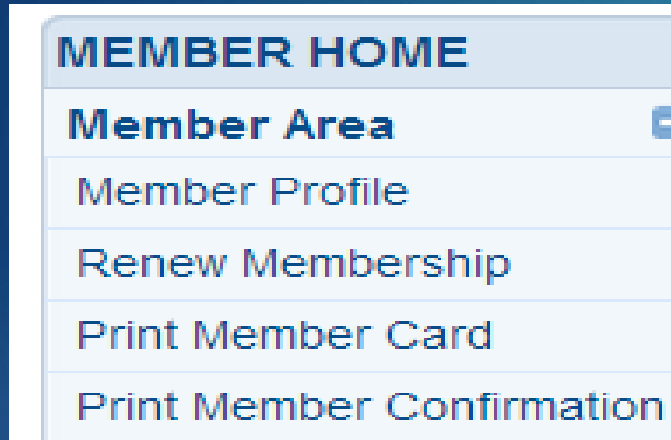 MEMBER HOME
Member Area
Member Profile
Renew Membership
Print Member Card
Print Member Confirmation